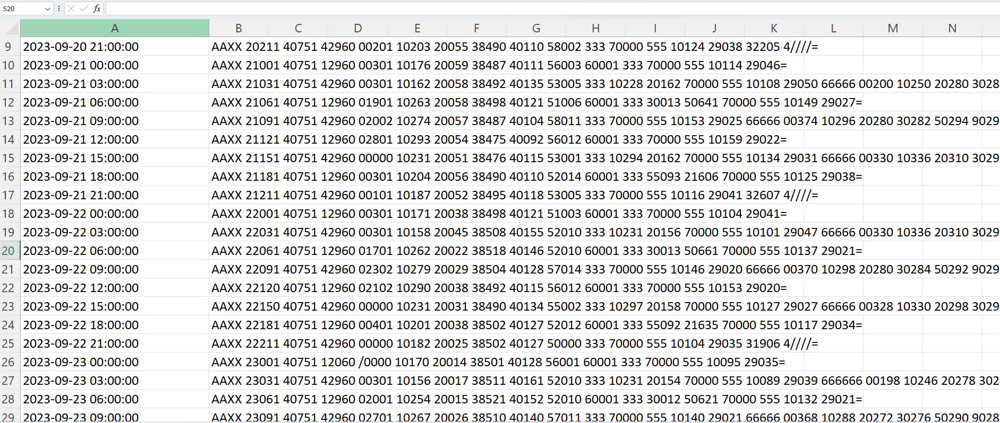 S20 fx
A B C D E F G H I J K L M N
9 2023-09-20 21:00:00 AAXX 20211 40751 42960 00201 10203 20055 38490 40110 58002 333 70000 555 10124 29038 32205 4////=
10 2023-09-21 00:00:00 AAXX 21001 40751 12960 00301 10176 20059 38487 40111 56003 60001 333 70000 555 10114 29046=
11 2023-09-21 03:00:00 AAXX 21031 40751 42960 00301 10162 20058 38492 40135 53005 333 10228 20162 70000 555 10108 29050 66666 00200 10250 20280 3028
12 2023-09-21 06:00:00 AAXX 21061 40751 12960 01901 10263 20058 38498 40121 51006 60001 333 30013 50641 70000 555 10149 29027=
13 2023-09-21 09:00:00 AAXX 21091 40751 42960 02002 10274 20057 38487 40104 58011 333 70000 555 10153 29025 66666 00374 10296 20280 30282 50294 9029
14 2023-09-21 12:00:00 AAXX 21121 40751 12960 02801 10293 20054 38475 40092 56012 60001 333 70000 555 10159 29022=
15 2023-09-21 15:00:00 AAXX 21151 40751 42960 00000 10231 20051 38476 40115 53001 333 10294 20162 70000 555 10134 29031 66666 00330 10336 20310 3029
16 2023-09-21 18:00:00 AAXX 21181 40751 12960 00301 10204 20056 38490 40110 52014 60001 333 55093 21606 70000 555 10125 29038=
17 2023-09-21 21:00:00 AAXX 21211 40751 42960 00101 10187 20052 38495 40118 53005 333 70000 555 10116 29041 32607 4////=
18 2023-09-22 00:00:00 AAXX 22001 40751 12960 00301 10171 20038 38498 40121 51003 60001 333 70000 555 10104 29041=
19 2023-09-22 03:00:00 AAXX 22031 40751 42960 00301 10158 20045 38508 40155 52010 333 10231 20156 70000 555 10101 29047 66666 00330 10336 20310 3029
20 2023-09-22 06:00:00 AAXX 22061 40751 12960 01701 10262 20022 38518 40146 52010 60001 333 30013 50661 70000 555 10137 29021=
21 2023-09-22 09:00:00 AAXX 22091 40751 42960 02302 10279 20029 38504 40128 57014 333 70000 555 10146 29020 66666 00370 10298 20280 30284 50292 9029
22 2023-09-22 12:00:00 AAXX 22120 40751 12960 02102 10290 20038 38492 40115 56012 60001 333 70000 555 10153 29020=
23 2023-09-22 15:00:00 AAXX 22150 40751 42960 00000 10231 20031 38490 40134 55002 333 10297 20158 70000 555 10127 29027 66666 00328 10330 20298 3029
24 2023-09-22 18:00:00 AAXX 22181 40751 12960 00401 10201 20038 38502 40127 52012 60001 333 55092 21635 70000 555 10117 29034=
25 2023-09-22 21:00:00 AAXX 22211 40751 42960 00000 10182 20025 38502 40127 50000 333 70000 555 10104 29035 31906 4////=
26 2023-09-23 00:00:00 AAXX 23001 40751 12060 /0000 10170 20014 38501 40128 56001 60001 333 70000 555 10095 29035=
27 2023-09-23 03:00:00 AAXX 23031 40751 42960 00301 10156 20017 38511 40161 52010 333 10231 20154 70000 555 10089 29039 666666 00198 10246 20278 302
28 2023-09-23 06:00:00 AAXX 23061 40751 12960 02001 10254 20015 38521 40152 52010 60001 333 30012 50621 70000 555 10132 29021=
29 2023-09-23 09:00:00 AAXX 23091 40751 42960 02701 10267 20026 38510 40140 57011 333 70000 555 10140 29021 66666 00368 10288 20272 30276 50290 9028